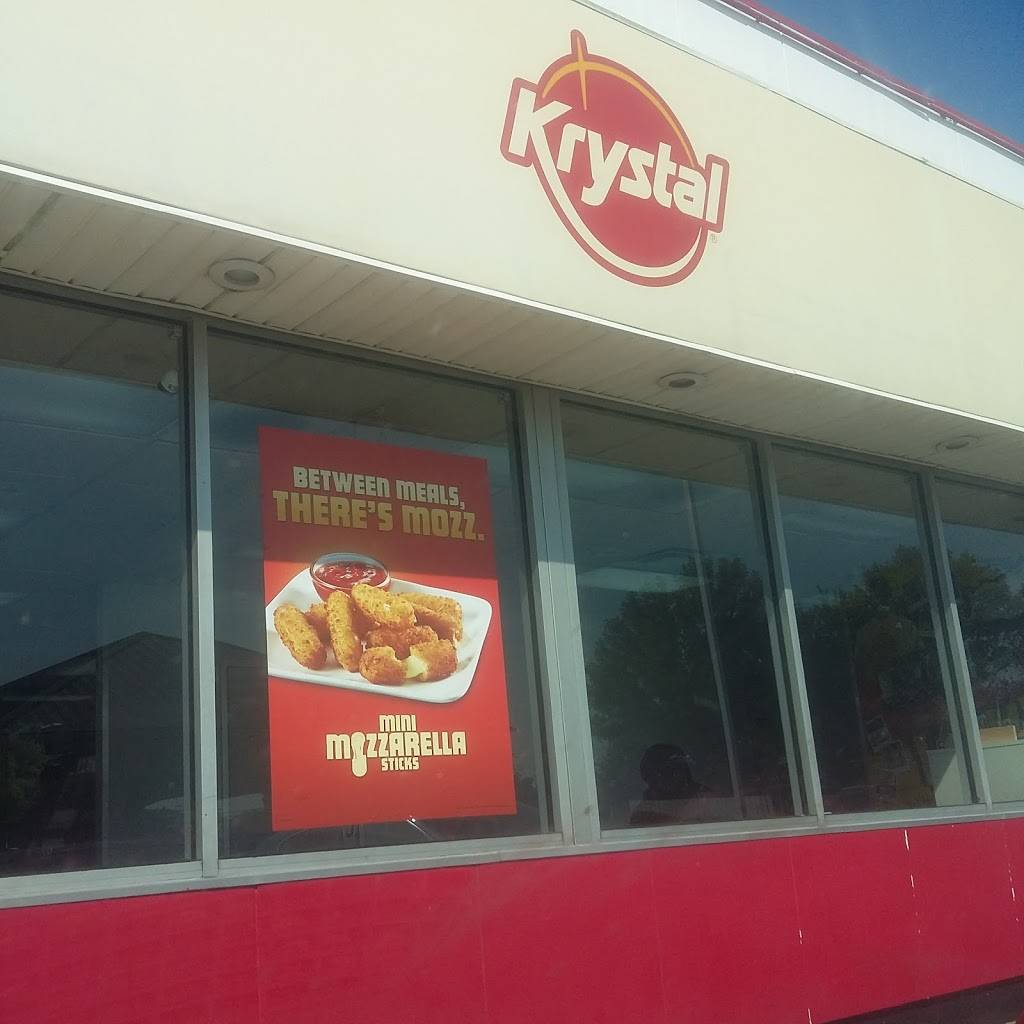 Krystal
BETWEEN MEALS,
THERE'S MOZZ.
MINI
MOZZARELLA
STICKS